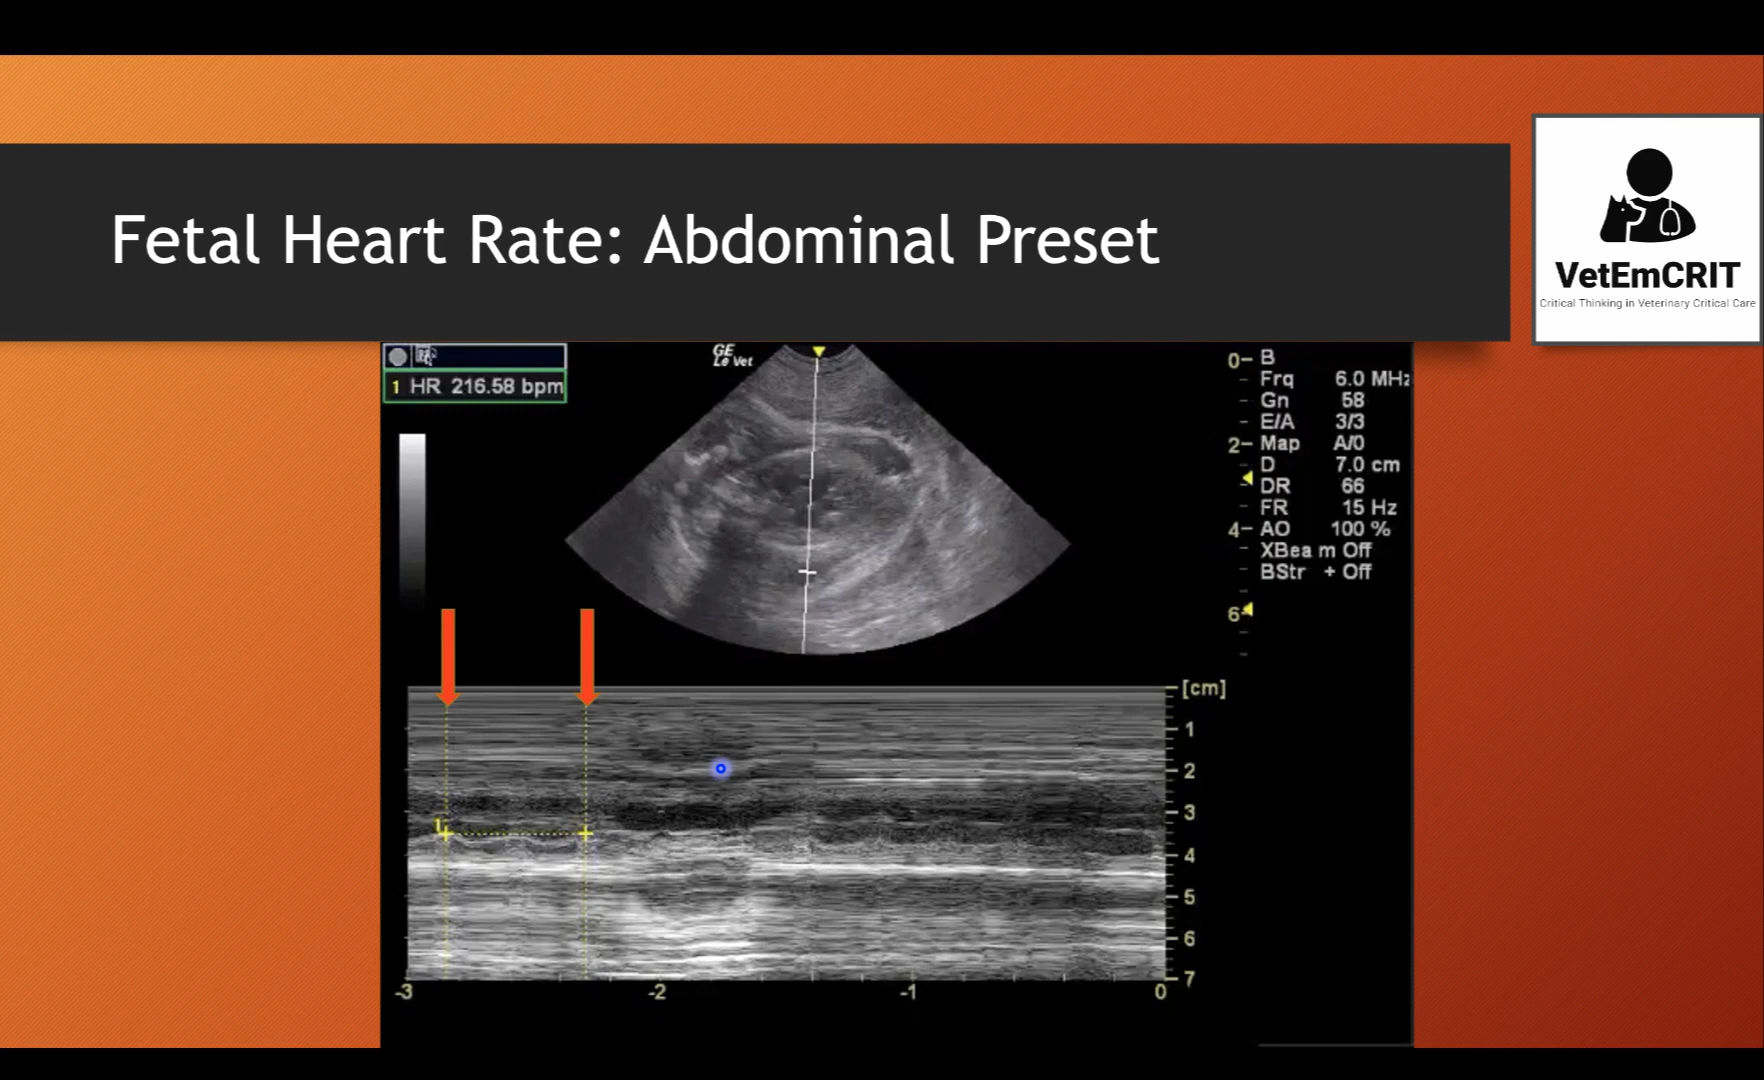 Fetal Heart Rate: Abdominal Preset
VetEmCRIT
Critical Thinking in Veterinary Critical Care
1 HR 216.58 bpm
GE
Le Vet
B
Frq 6.0 MHz
Gn 58
E/A 3/3
Map A/0
D 7.0 cm
DR 66
FR 15 Hz
AO 100 %
XBea m Off
BStr + Off
0
2
4
6
[cm]
1
2
3
4
5
6
7
1
-3 -2 -1 0